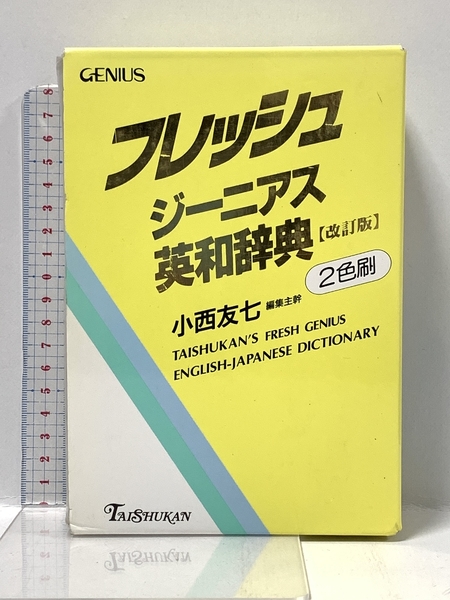 GENIUS
フレッシュ
ジーニアス
英和辞典【改訂版】
2色刷
小西友七 編集主幹
TAISHUKAN'S FRESH GENIUS
ENGLISH-JAPANESE DICTIONARY
TAISHUKAN